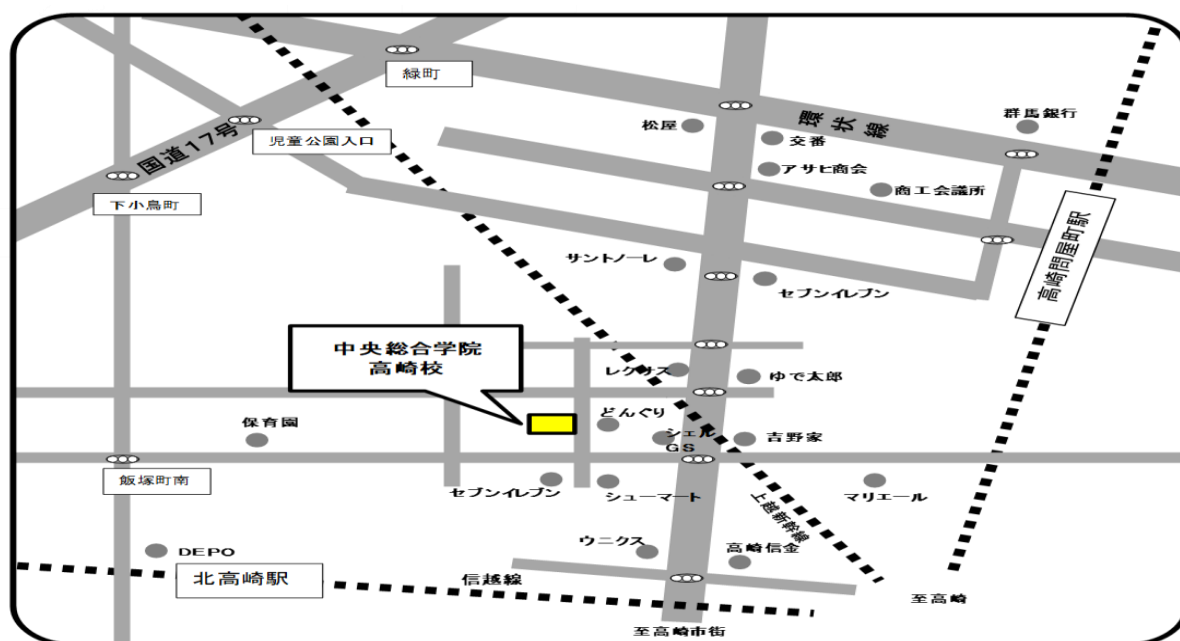 緑町
国道17号
児童公園入口
下小鳥町
松屋
環状線
群馬銀行
交番
アサヒ商会
商工会議所
高崎問屋町駅
サントノーレ
セブンイレブン
中央総合学院
高崎校
レクサス
ゆで太郎
どんぐり
保育園
シェル
GS
吉野家
飯塚町南
セブンイレブン
シューマート
上越新幹線
マリエール
DEPO
ウニクス
高崎信金
北高崎駅
信越線
至高崎
至高崎市街